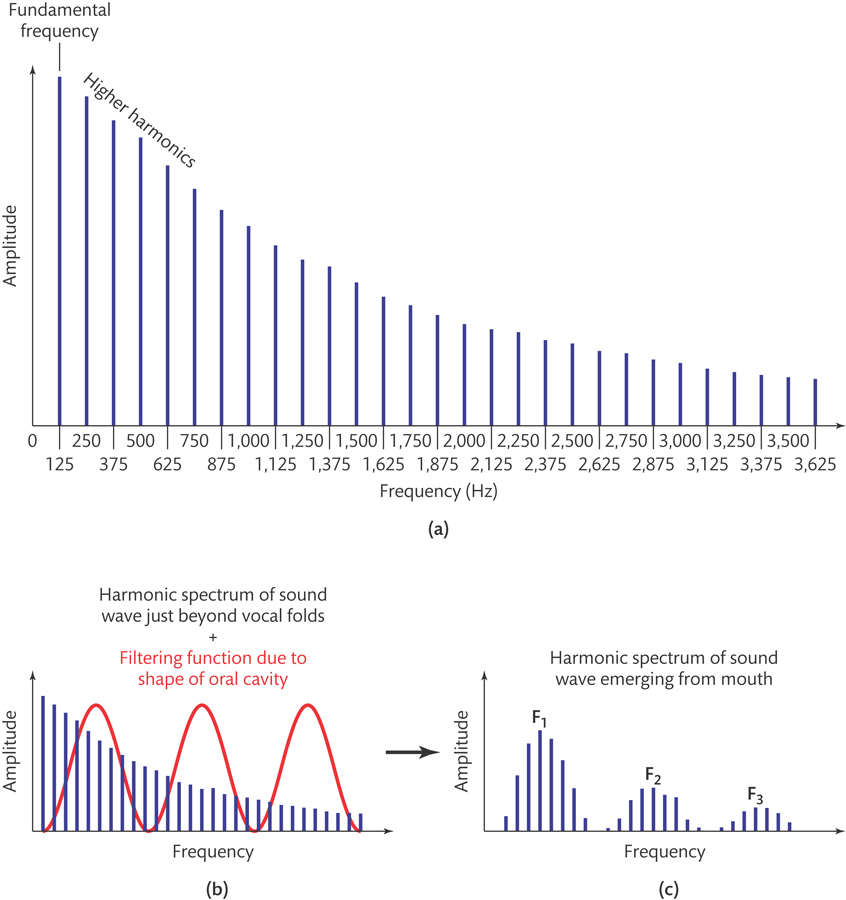 Fundamental
frequency
Higher harmonics
Amplitude
0 250 500 750 1,000 1,250 1,500 1,750 2,000 2,250 2,500 2,750 3,000 3,250 3,500
125 375 625 875 1,125 1,375 1,625 1,875 2,125 2,375 2,625 2,875 3,125 3,375 3,625
Frequency (Hz)
(a)
Harmonic spectrum of sound
wave just beyond vocal folds
+
Filtering function due to
shape of oral cavity
Amplitude
Frequency
(b)
Harmonic spectrum of sound
wave emerging from mouth
F1
F2
F3
Amplitude
Frequency
(c)